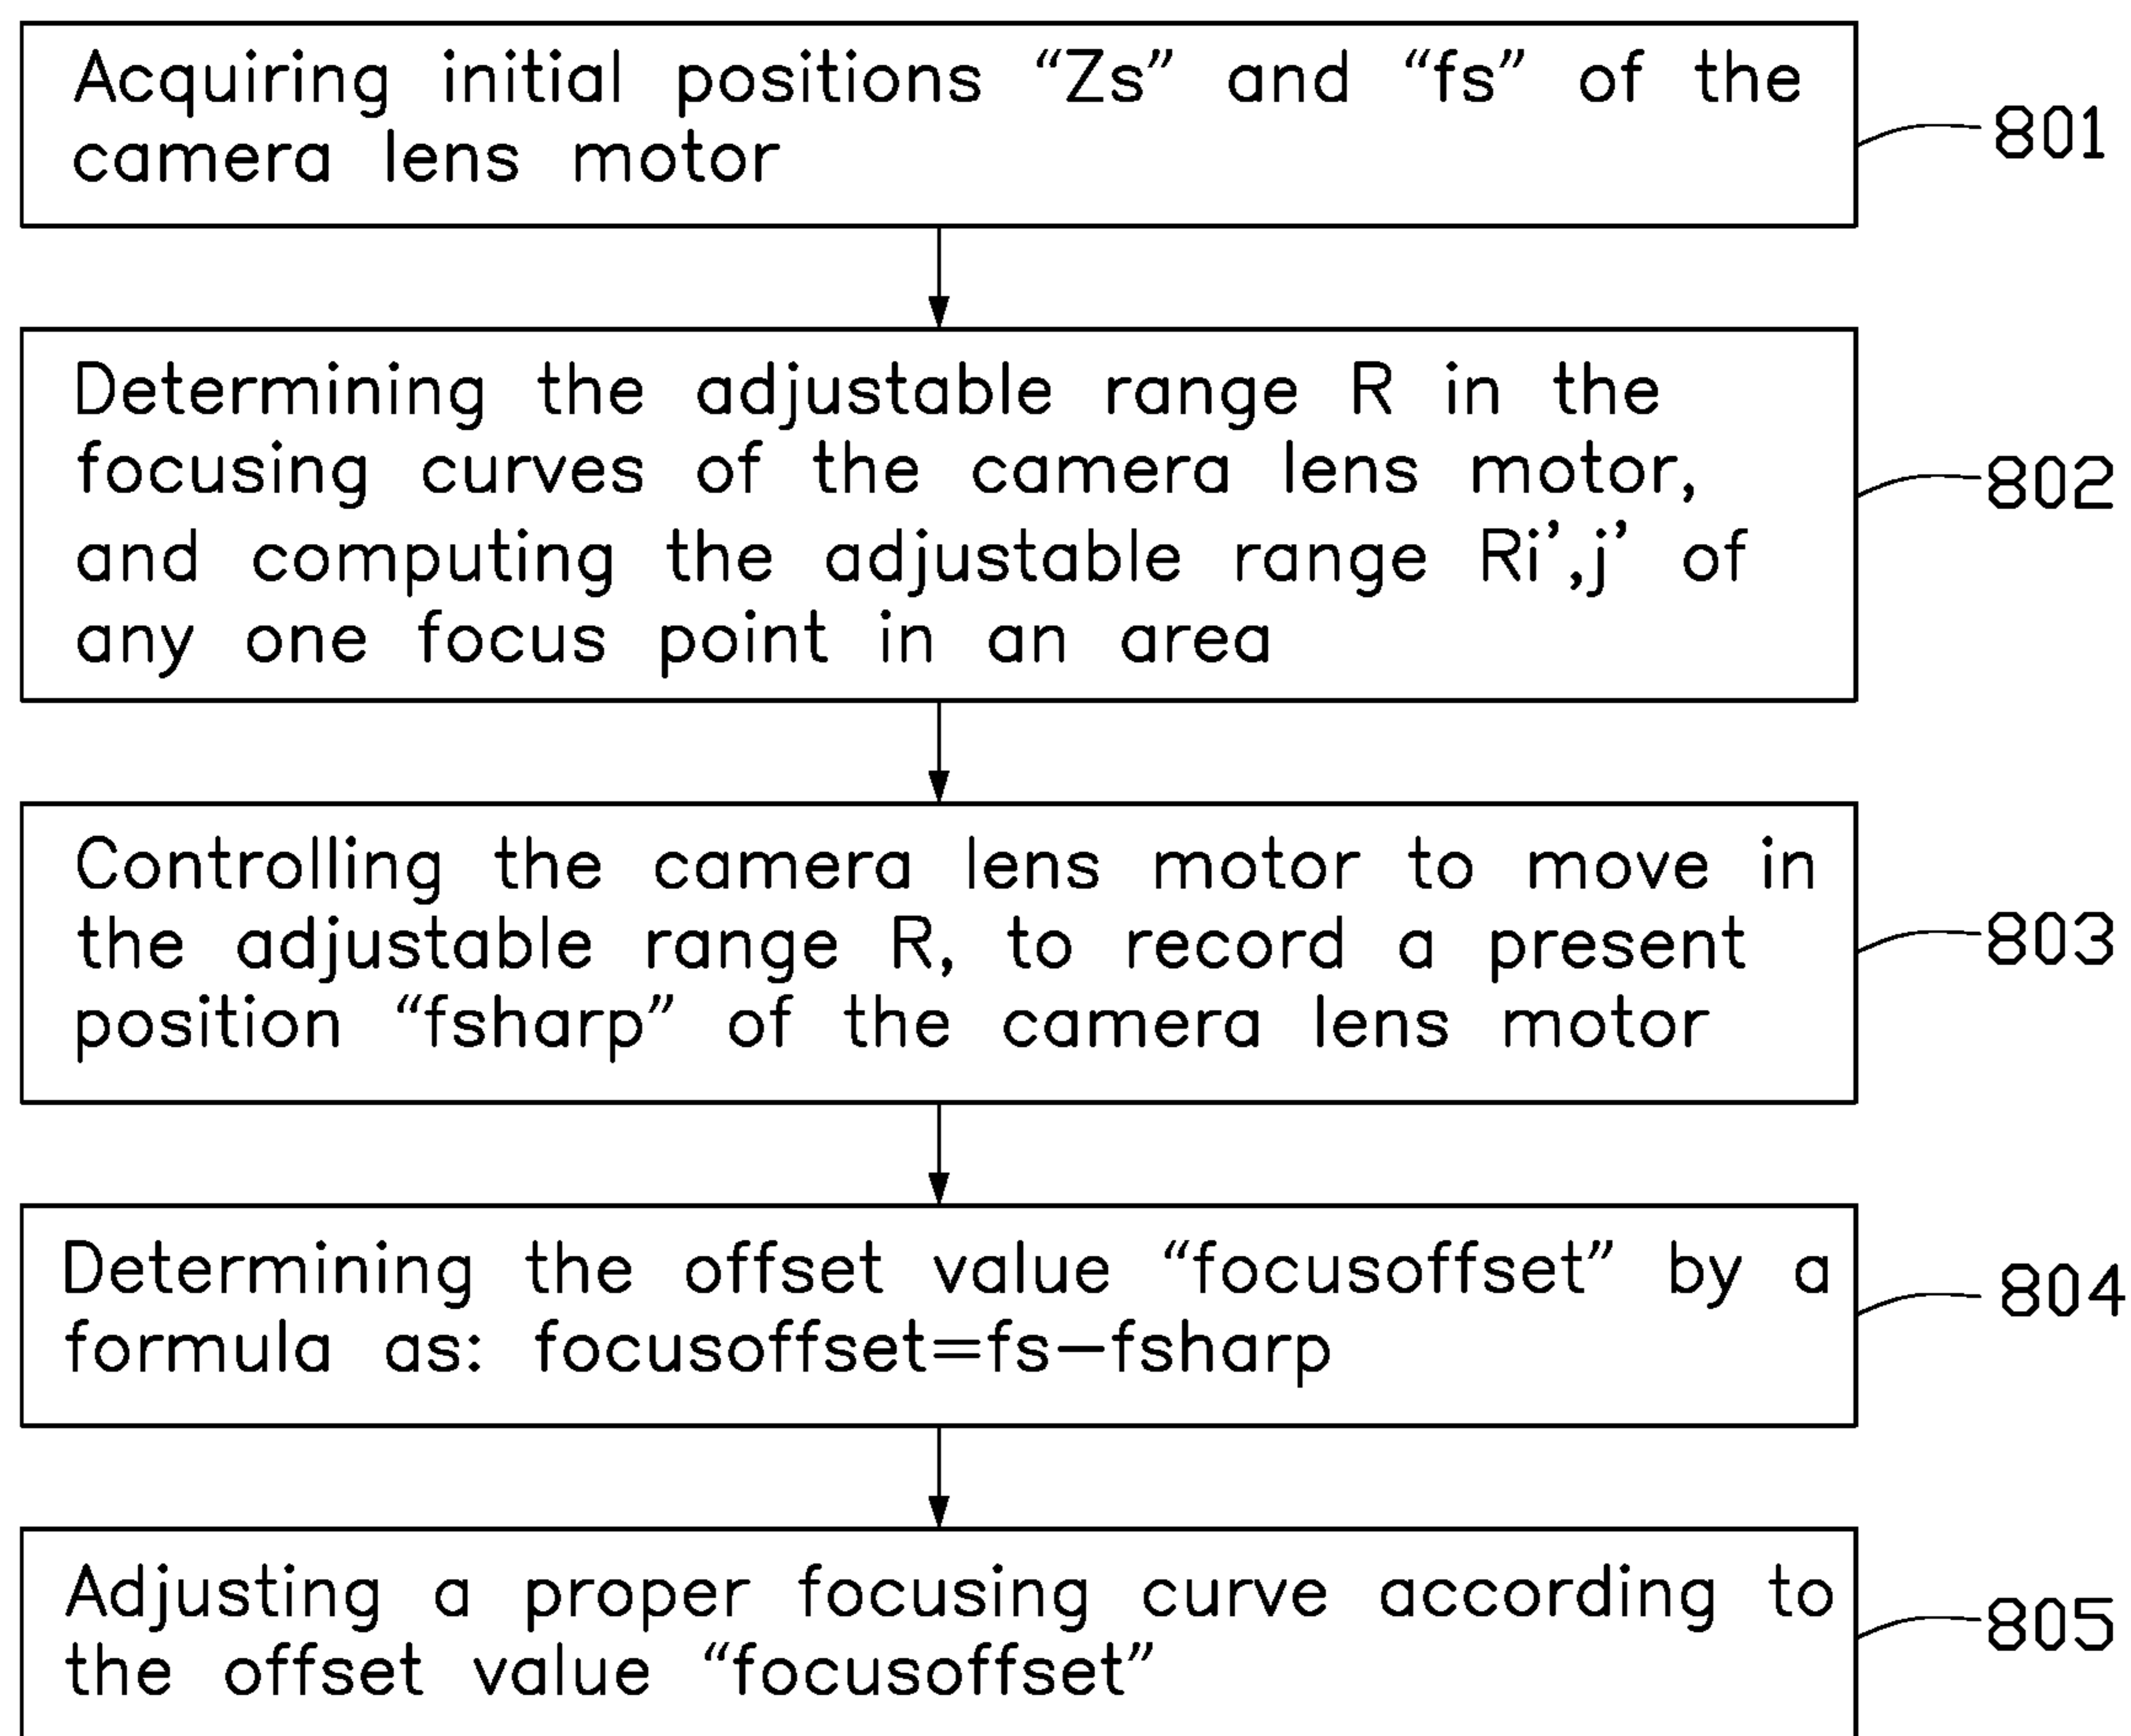 Acquiring initial positions “Zs” and “fs” of the
camera lens motor
801
Determining the adjustable range R in the
focusing curves of the camera lens motor,
and computing the adjustable range Ri’,j’ of
any one focus point in an area
802
Controlling the camera lens motor to move in
the adjustable range R, to record a present
position “fsharp” of the camera lens motor
803
Determining the offset value “focusoffset” by a
formula as: focusoffset=fs−fsharp
804
Adjusting a proper focusing curve according to
the offset value “focusoffset”
805